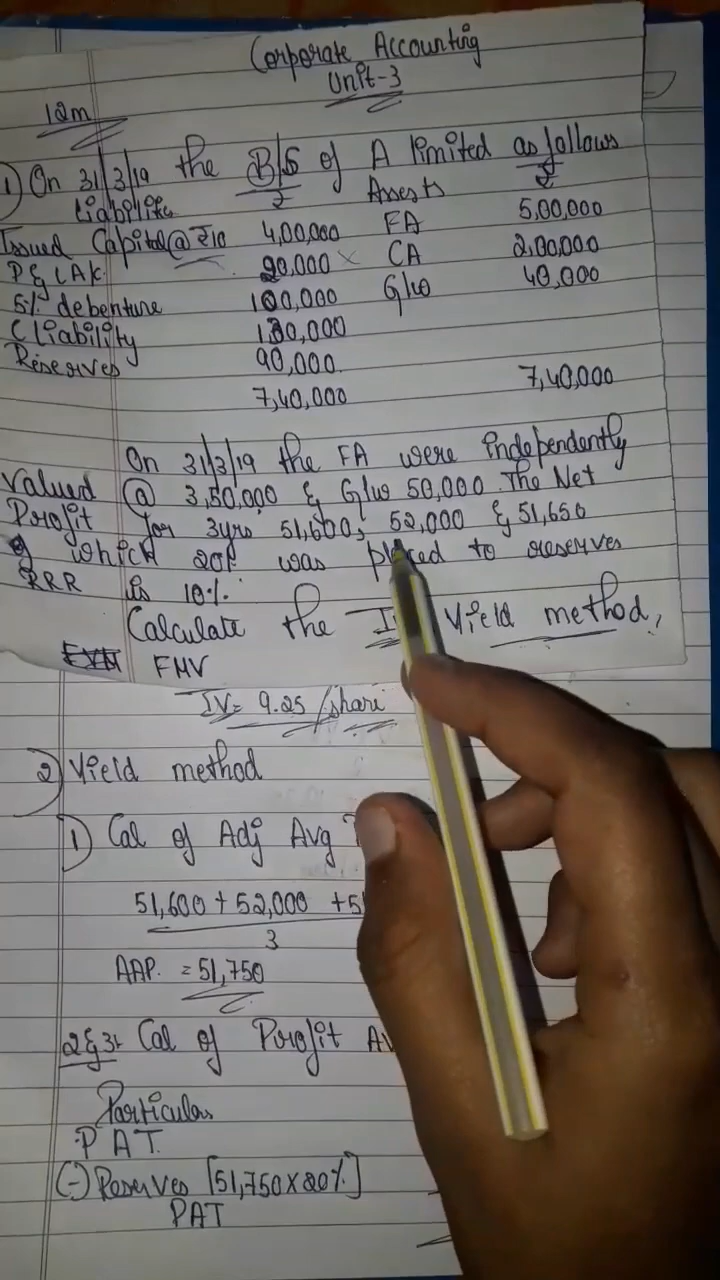 Corporate Accounting
Unit-3
12m
1) On 31/3/19 the B/S of A limited as follows
Liability ₹ Assests ₹
Issued Capital @ ₹10 4,00,000 FA 5,00,000
P & L A/c 20,000 CA 2,00,000
5% debenture 100,000 G/w 40,000
C liability 130,000
Reserves 90,000
7,40,000 7,40,000
On 31/3/19 the FA were independently
Valued @ 3,50,000 & G/w 50,000. The Net
Profit for 3yrs 51,600, 52,000 & 51,650
of which 20% was placed to reserves
RRR is 10%.
Calculate the Yield method,
FMV
IV= 9.25/share
2) Yield method
1) Cal of Adj Avg
51,600 + 52,000 + 5
3
AAP. = 51,750
2 & 3: Cal of Profit Av
Particulars
PAT
(-) Reserves [51,750 x 20%]
PAT